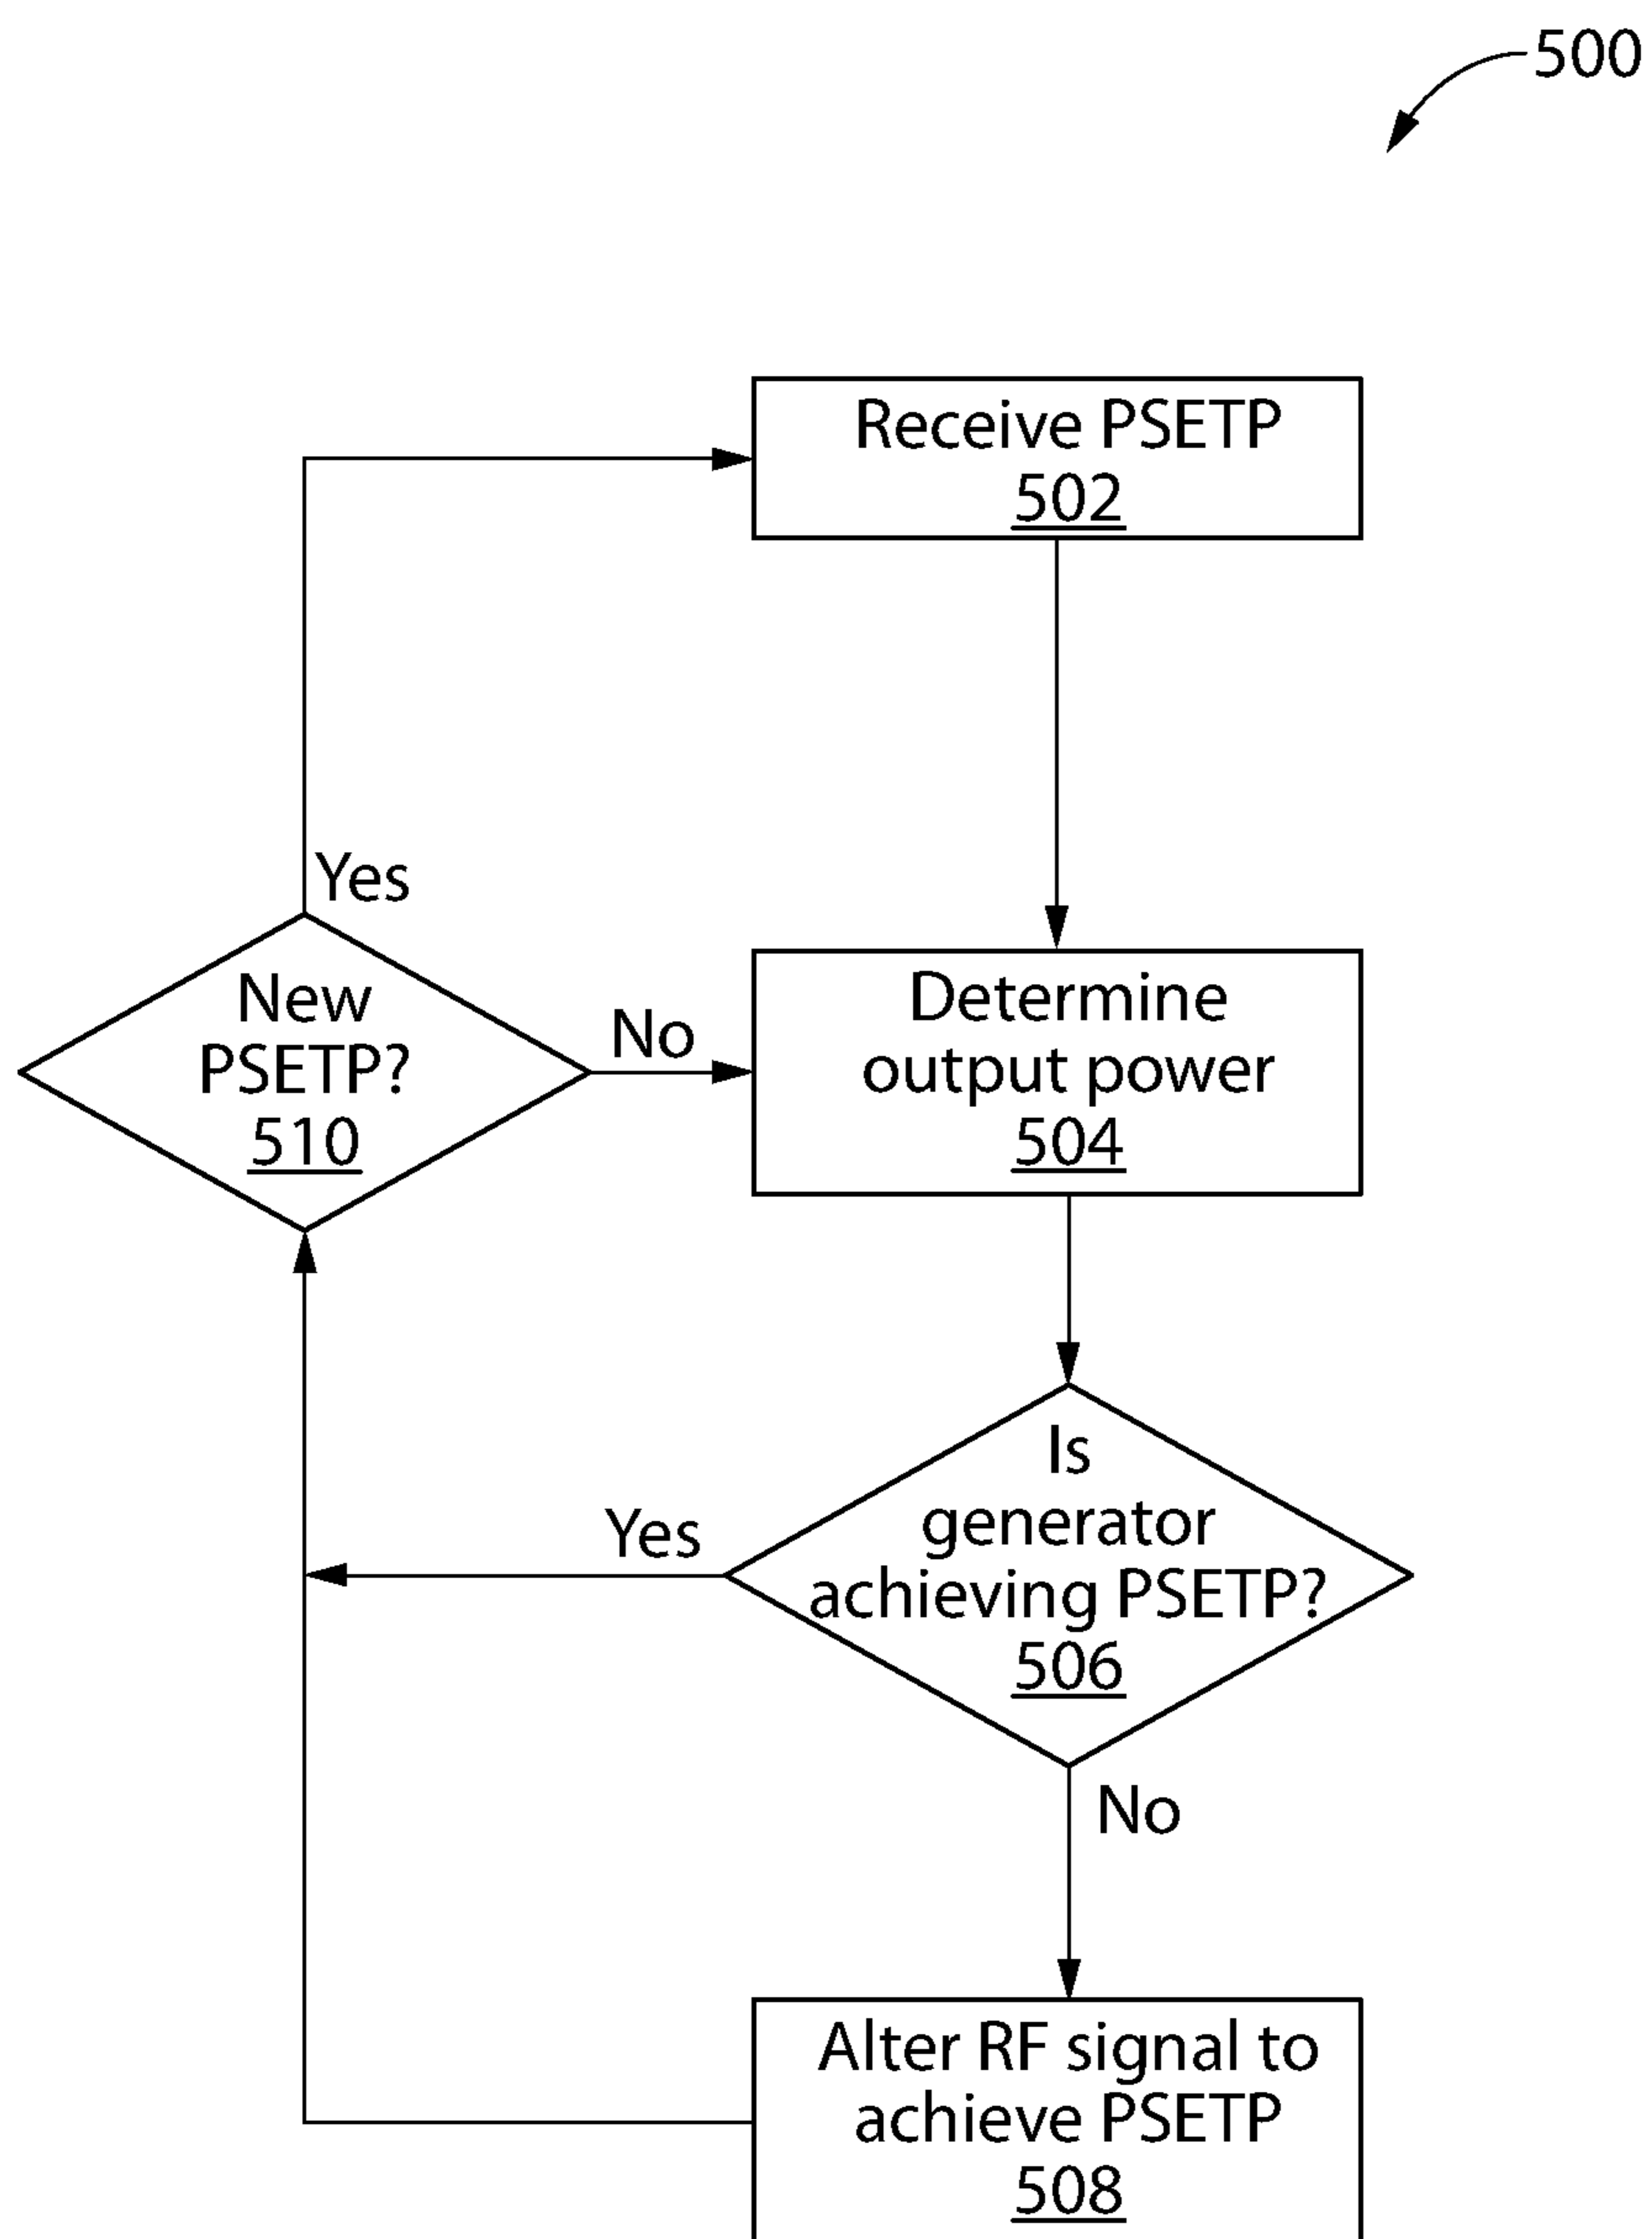 500
Receive PSETP
502
Yes
New
PSETP?
510
No
Determine
output power
504
Is
generator
achieving PSETP?
506
Yes
No
Alter RF signal to
achieve PSETP
508